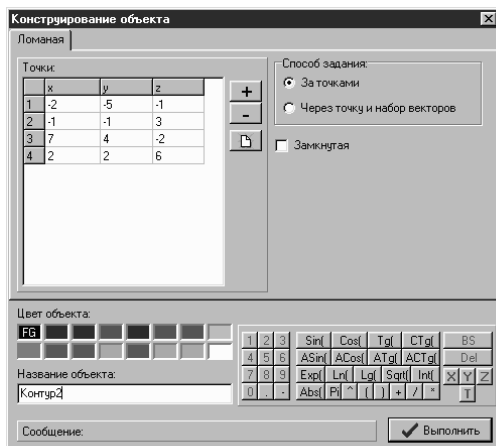 Конструирование объекта
Ломаная
Точки:
x y z
1 -2 -5 -1
2 -1 -1 3
3 7 4 -2
4 2 2 6
+
-
Способ задания:
За точками
Через точку и набор векторов
Замкнутая
Цвет объекта:
FG
Название объекта:
Контур2
1 2 3 Sin( Cos( Tg( CTg( BS
4 5 6 ASin( ACos( ATg( ACTg( Del
7 8 9 Exp( Ln( Lg( Sqrt( Int( X Y Z
0 . - Abs( Pi ^ ( ) + / * T
Сообщение:
Выполнить